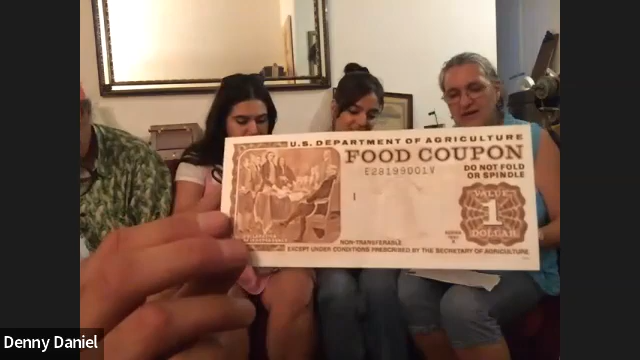 U.S. DEPARTMENT OF AGRICULTURE
FOOD COUPON
E28199001V
DO NOT FOLD
OR SPINDLE
VALUE
1
DOLLAR
NON-TRANSFERABLE
EXCEPT UNDER CONDITIONS PRESCRIBED BY THE SECRETARY OF AGRICULTURE
Denny Daniel